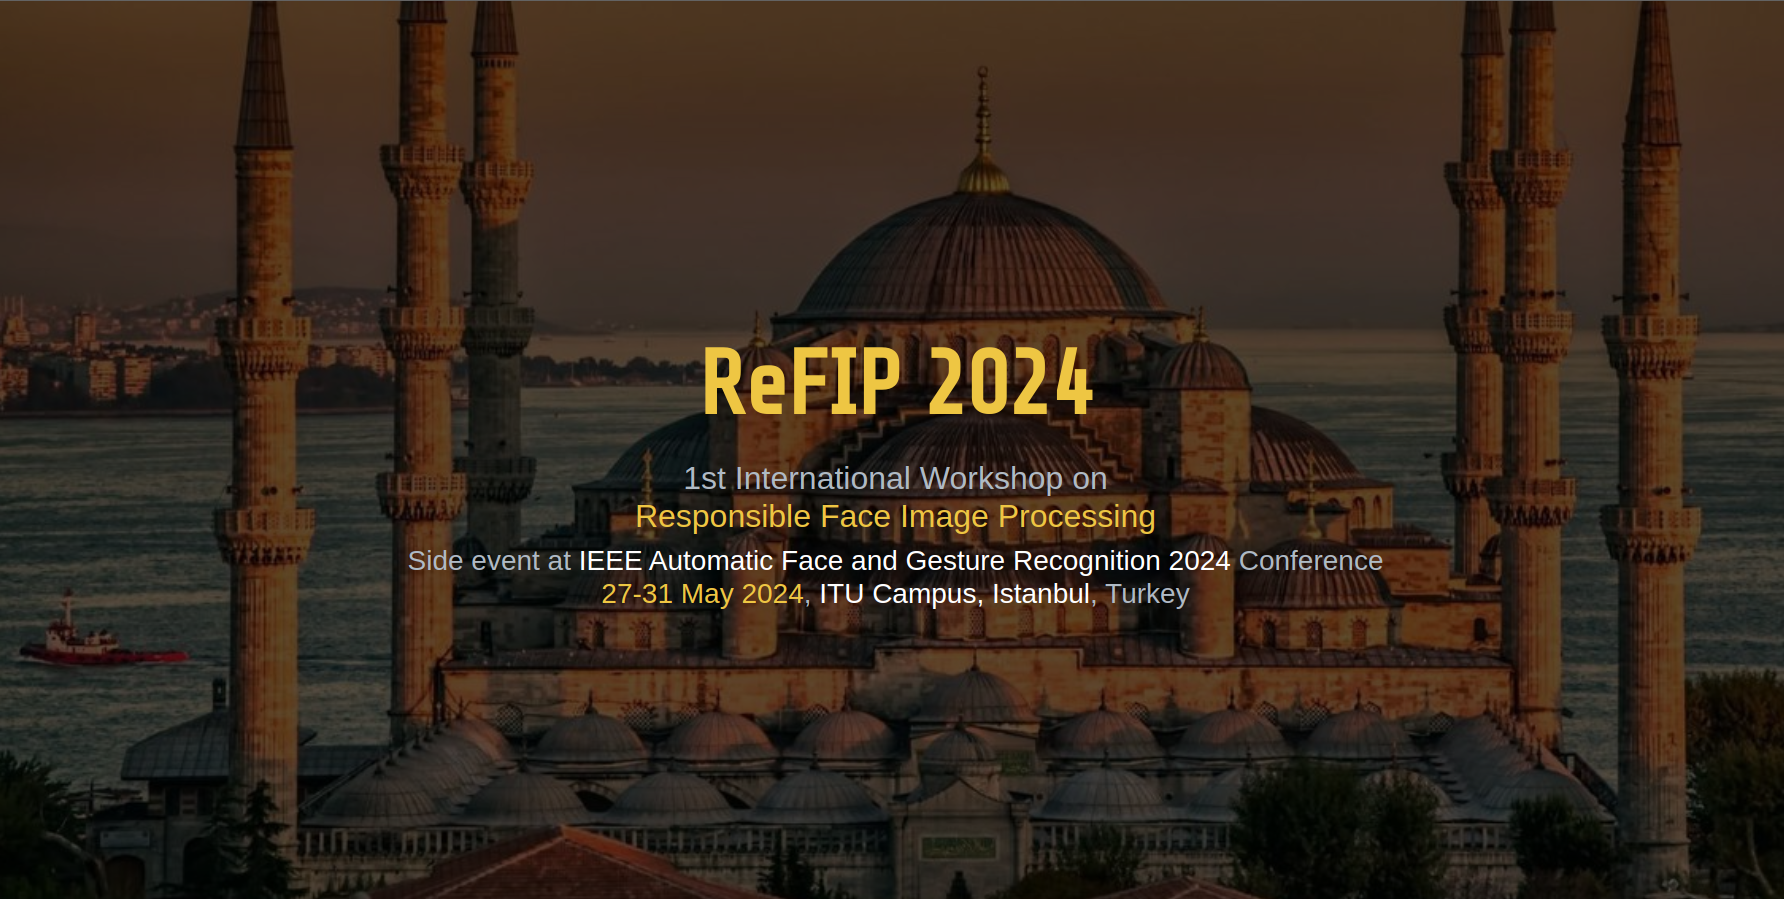 ReFIP 2024
1st International Workshop on
Responsible Face Image Processing
Side event at IEEE Automatic Face and Gesture Recognition 2024 Conference
27-31 May 2024, ITU Campus, Istanbul, Turkey